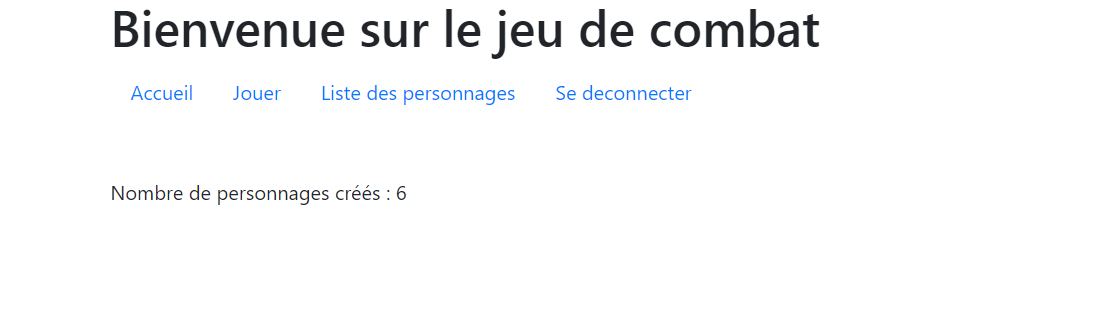 Bienvenue sur le jeu de combat
Accueil Jouer Liste des personnages Se deconnecter
Nombre de personnages créés : 6